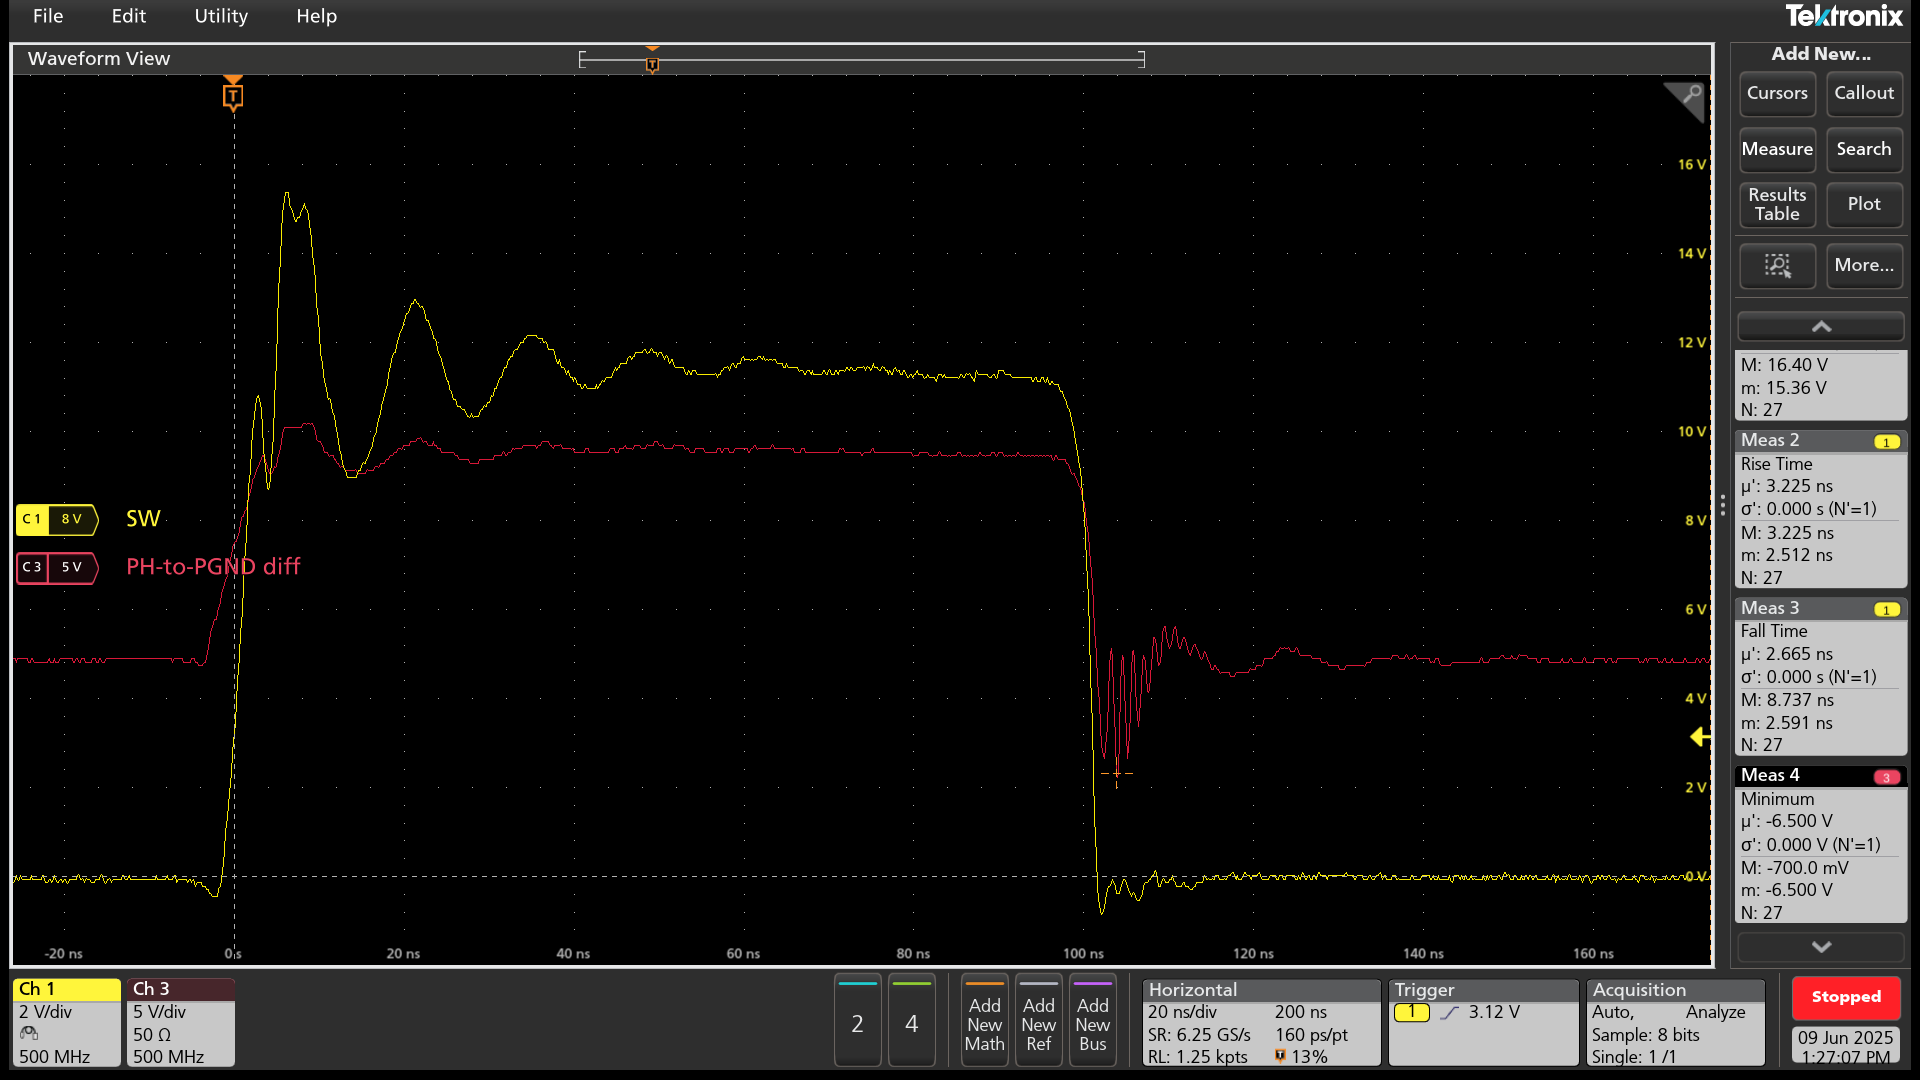 File Edit Utility Help
Tektronix
Waveform View
T
T
Add New...
Cursors Callout
Measure Search
Results
Table
Plot
More...
16 V
14 V
12 V
10 V
8 V
6 V
4 V
2 V
0 V
C 1 8 V SW
C 3 5 V PH-to-PGND diff
-20 ns 0 s 20 ns 40 ns 60 ns 80 ns 100 ns 120 ns 140 ns 160 ns
M: 16.40 V
m: 15.36 V
N: 27
Meas 2 1
Rise Time
µ': 3.225 ns
σ': 0.000 s (N'=1)
M: 3.225 ns
m: 2.512 ns
N: 27
Meas 3 1
Fall Time
µ': 2.665 ns
σ': 0.000 s (N'=1)
M: 8.737 ns
m: 2.591 ns
N: 27
Meas 4 3
Minimum
µ': -6.500 V
σ': 0.000 V (N'=1)
M: -700.0 mV
m: -6.500 V
N: 27
Ch 1
2 V/div
500 MHz
Ch 3
5 V/div
50 Ω
500 MHz
2
4
Add
New
Math
Add
New
Ref
Add
New
Bus
Horizontal
20 ns/div 200 ns
SR: 6.25 GS/s 160 ps/pt
RL: 1.25 kpts T 13%
Trigger
1 3.12 V
Acquisition
Auto, Analyze
Sample: 8 bits
Single: 1 /1
Stopped
09 Jun 2025
1:27:07 PM